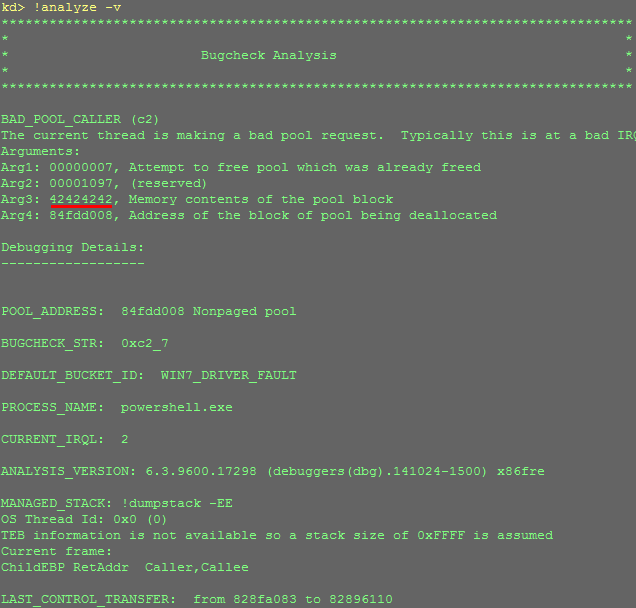 kd> !analyze -v
*******************************************************************************
* *
* Bugcheck Analysis *
* *
*******************************************************************************
BAD_POOL_CALLER (c2)
The current thread is making a bad pool request. Typically this is at a bad IRQ
Arguments:
Arg1: 00000007, Attempt to free pool which was already freed
Arg2: 00001097, (reserved)
Arg3: 42424242, Memory contents of the pool block
Arg4: 84fdd008, Address of the block of pool being deallocated
Debugging Details:
------------------
POOL_ADDRESS: 84fdd008 Nonpaged pool
BUGCHECK_STR: 0xc2_7
DEFAULT_BUCKET_ID: WIN7_DRIVER_FAULT
PROCESS_NAME: powershell.exe
CURRENT_IRQL: 2
ANALYSIS_VERSION: 6.3.9600.17298 (debuggers(dbg).141024-1500) x86fre
MANAGED_STACK: !dumpstack -EE
OS Thread Id: 0x0 (0)
TEB information is not available so a stack size of 0xFFFF is assumed
Current frame:
ChildEBP RetAddr Caller,Callee
LAST_CONTROL_TRANSFER: from 828fa083 to 82896110